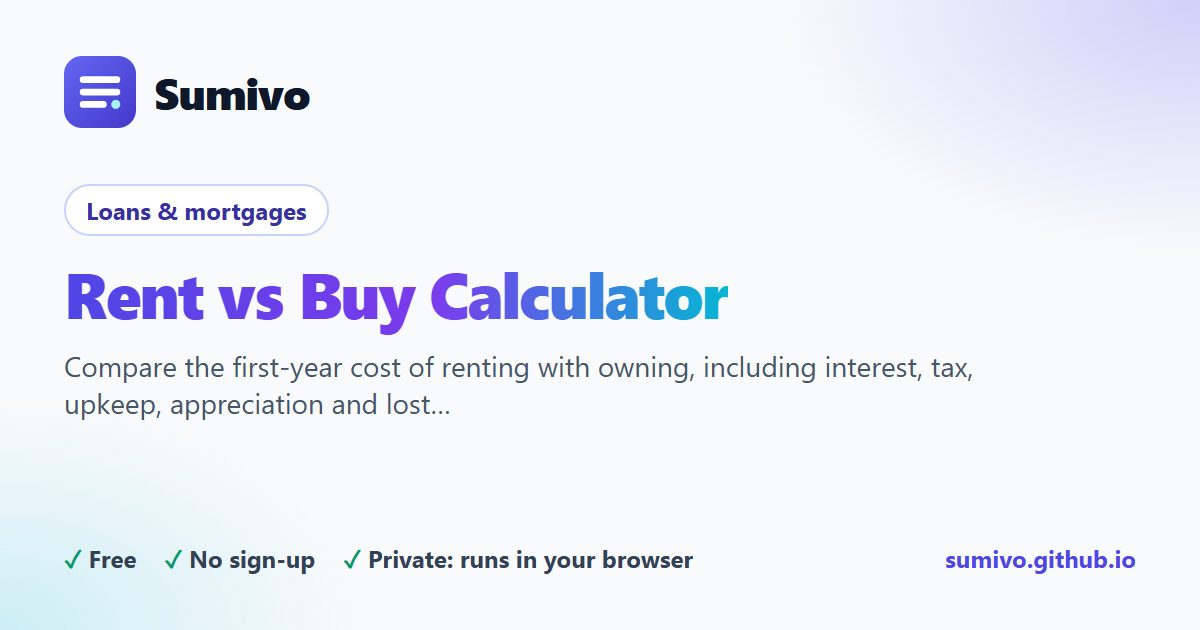 Sumivo
Loans & mortgages
Rent vs Buy Calculator
Compare the first-year cost of renting with owning, including interest, tax,
upkeep, appreciation and lost...
✓ Free ✓ No sign-up ✓ Private: runs in your browser
sumivo.github.io